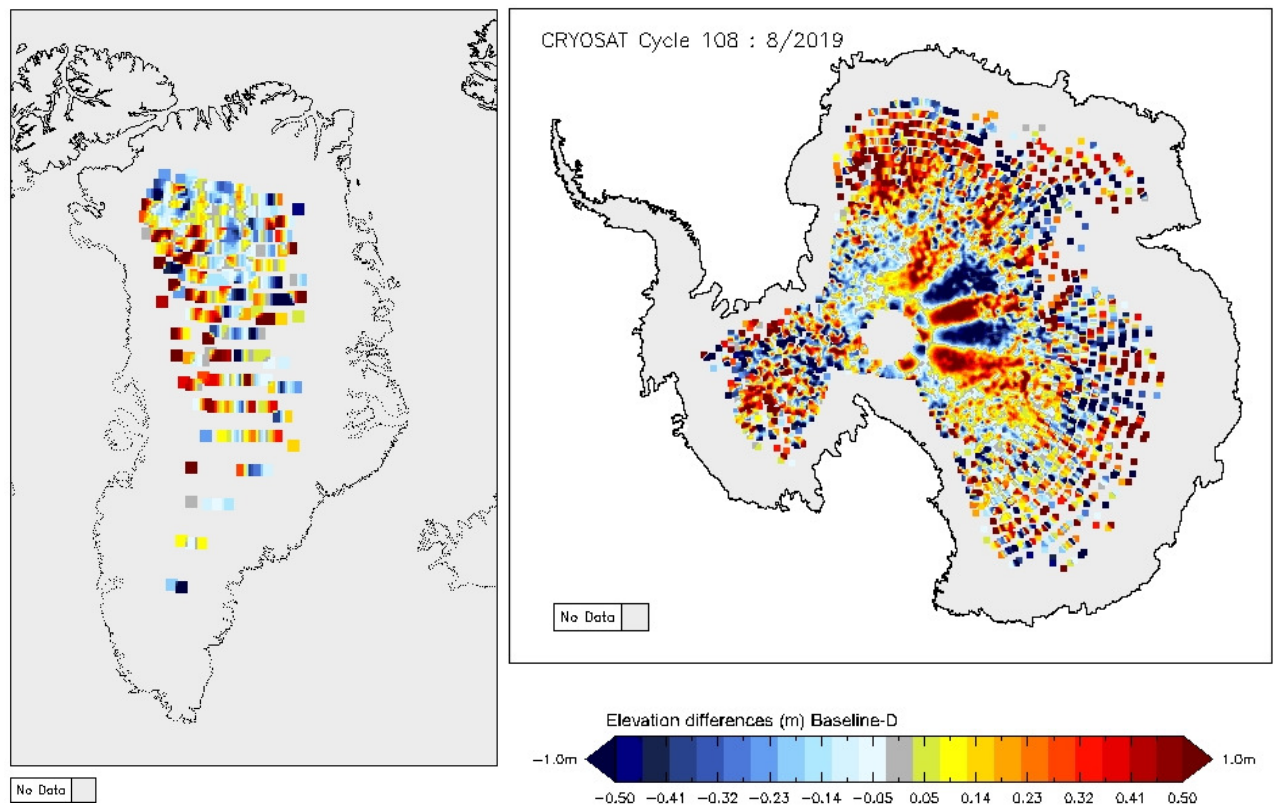 CRYOSAT Cycle 108 : 8/2019
No Data
Elevation differences (m) Baseline-D
-1.0m
1.0m
-0.50 -0.41 -0.32 -0.23 -0.14 -0.05 0.05 0.14 0.23 0.32 0.41 0.50
No Data